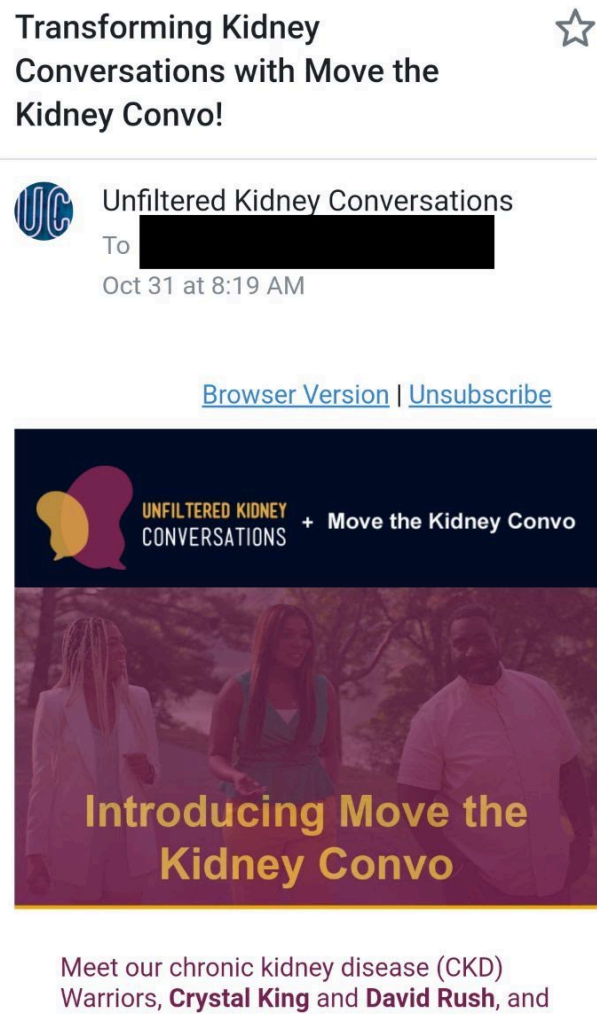 Transforming Kidney
Conversations with Move the
Kidney Convo!
UC
Unfiltered Kidney Conversations
To
Oct 31 at 8:19 AM
Browser Version | Unsubscribe
UNFILTERED KIDNEY
CONVERSATIONS
+ Move the Kidney Convo
Introducing Move the
Kidney Convo
Meet our chronic kidney disease (CKD)
Warriors, Crystal King and David Rush, and